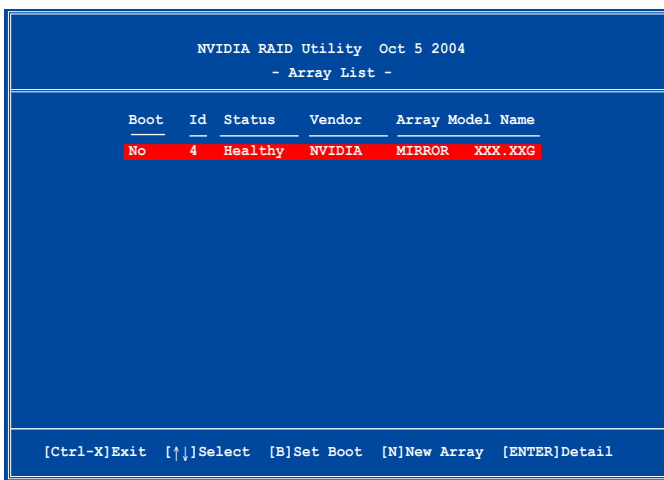 NVIDIA RAID Utility Oct 5 2004
- Array List -
Boot Id Status Vendor Array Model Name
No 4 Healthy NVIDIA MIRROR XXX.XXG
[Ctrl-X]Exit [↑↓]Select [B]Set Boot [N]New Array [ENTER]Detail